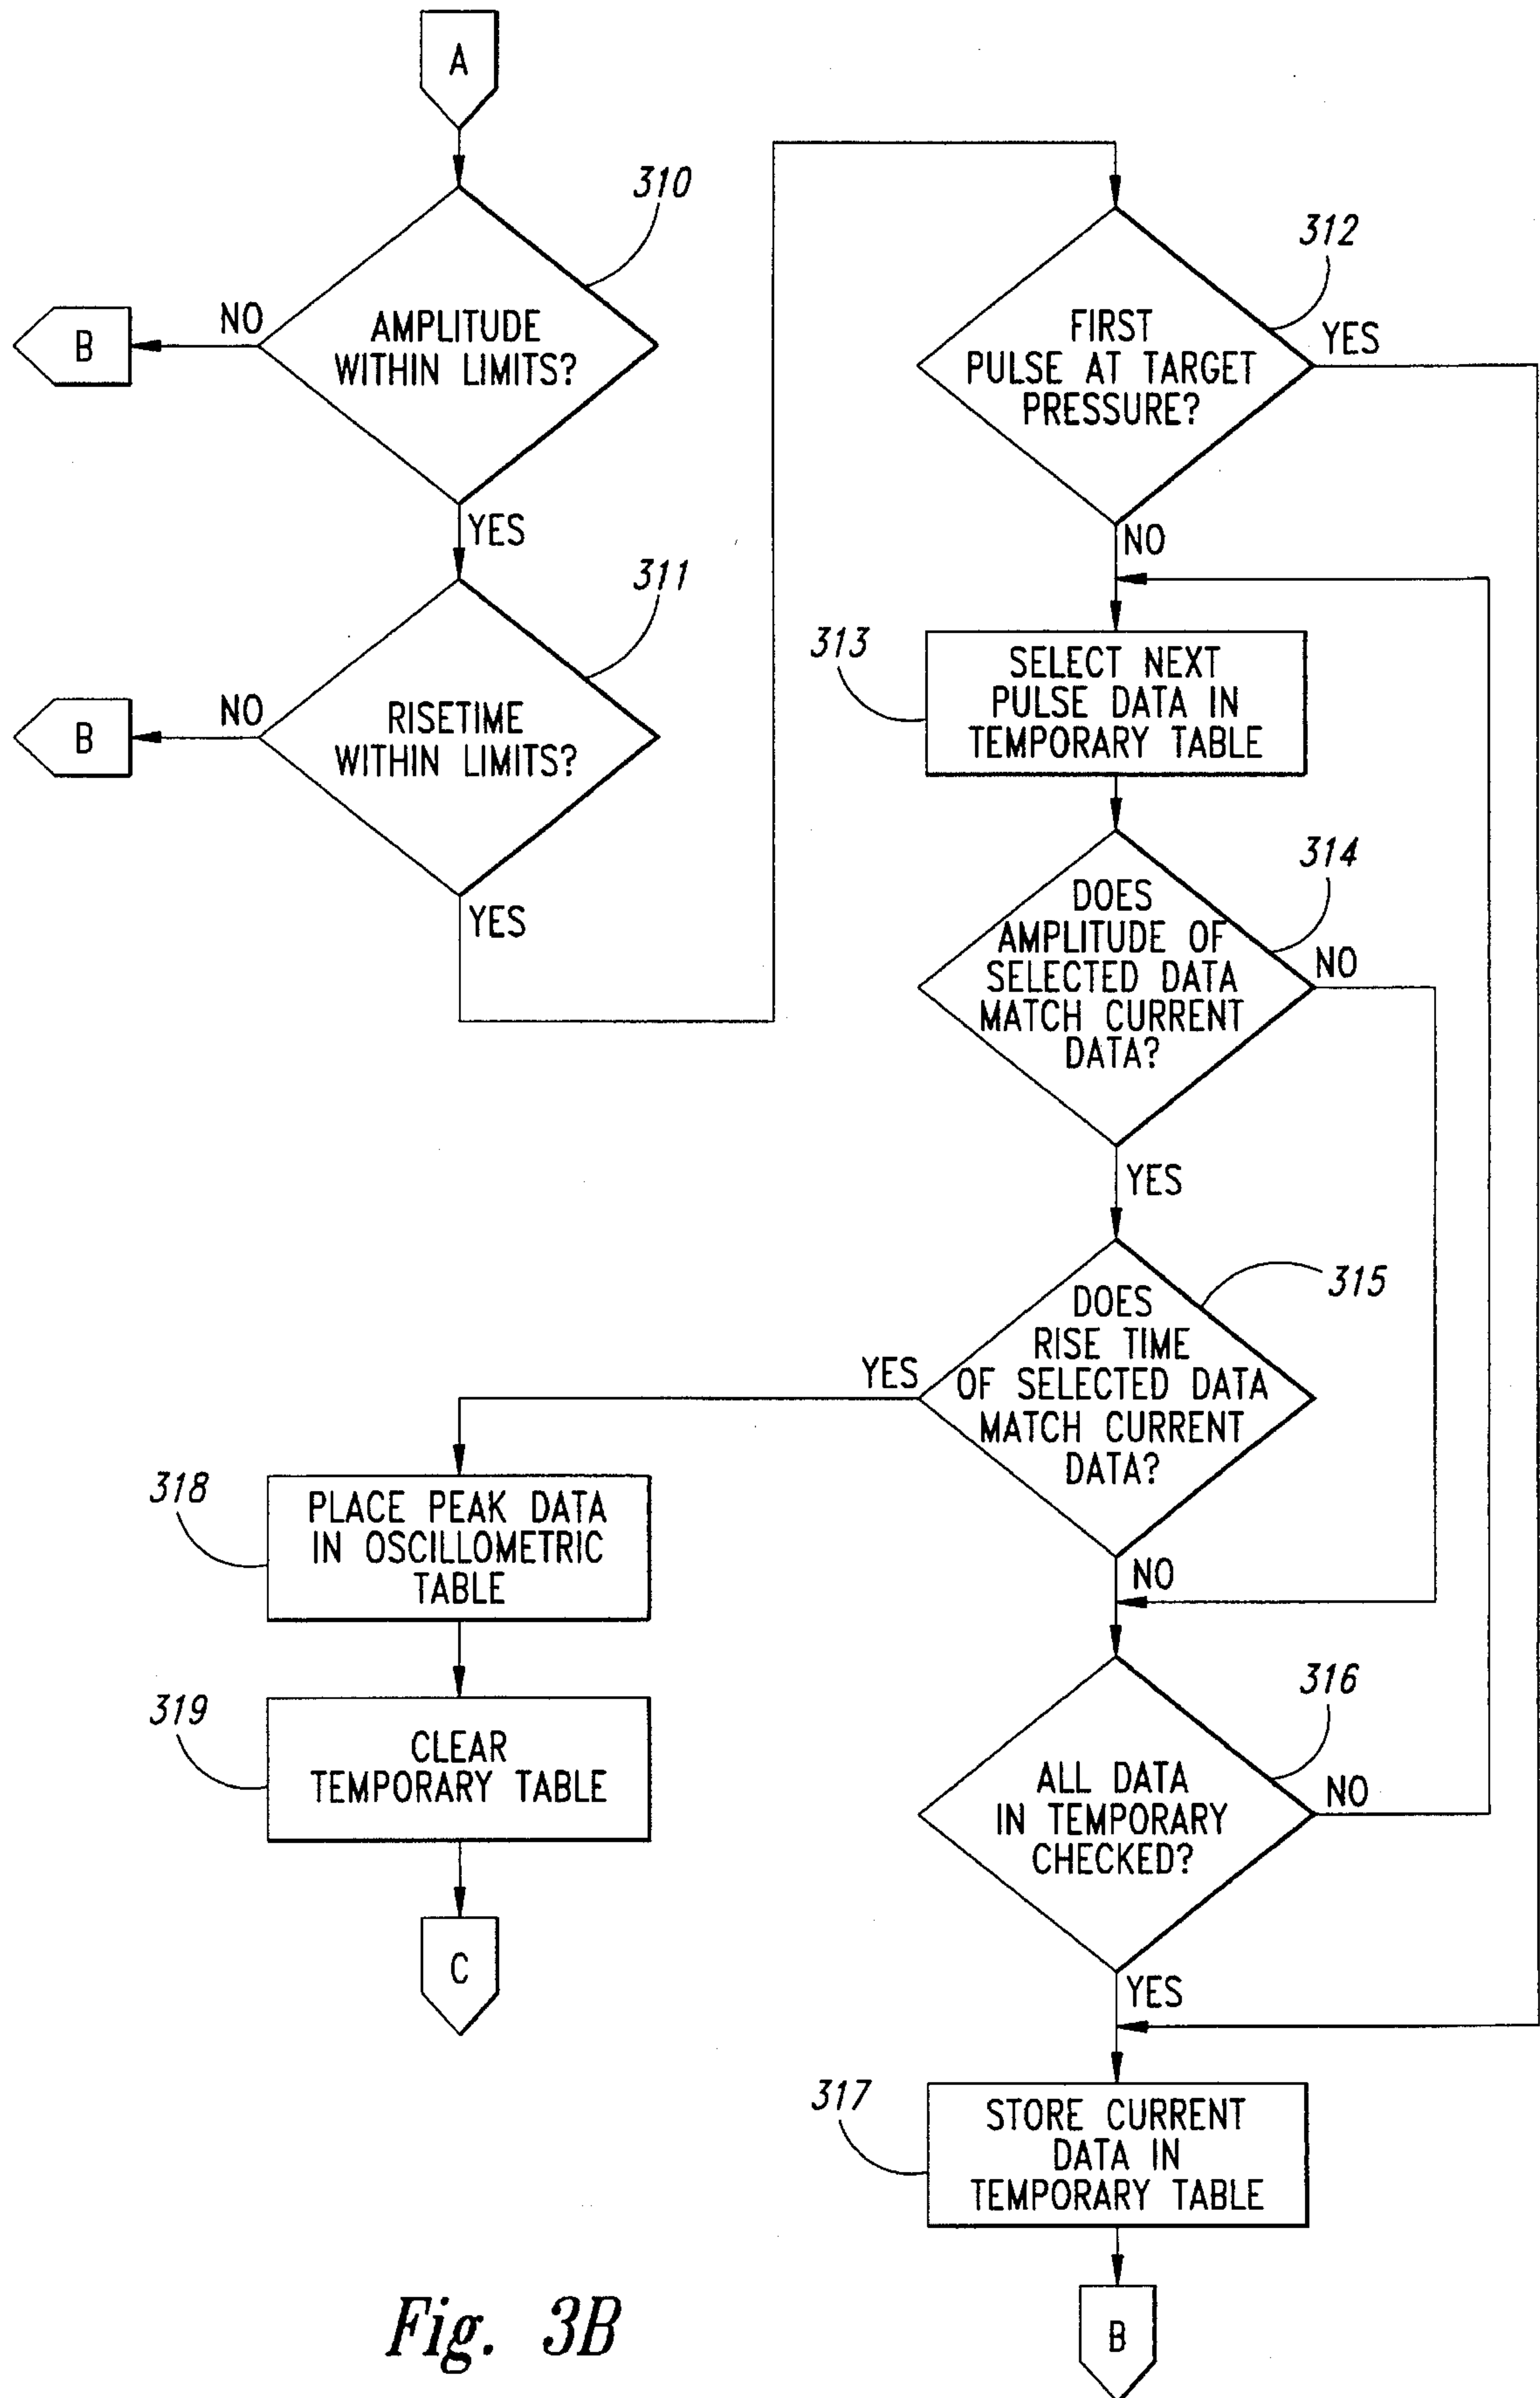 A
310
AMPLITUDE
WITHIN LIMITS?
NO
B
YES
311
RISETIME
WITHIN LIMITS?
NO
B
YES
312
FIRST
PULSE AT TARGET
PRESSURE?
YES
NO
313
SELECT NEXT
PULSE DATA IN
TEMPORARY TABLE
314
DOES
AMPLITUDE OF
SELECTED DATA
MATCH CURRENT
DATA?
NO
YES
315
DOES
RISE TIME
OF SELECTED DATA
MATCH CURRENT
DATA?
YES
NO
318
PLACE PEAK DATA
IN OSCILLOMETRIC
TABLE
319
CLEAR
TEMPORARY TABLE
C
316
ALL DATA
IN TEMPORARY
CHECKED?
NO
YES
317
STORE CURRENT
DATA IN
TEMPORARY TABLE
B
Fig. 3B